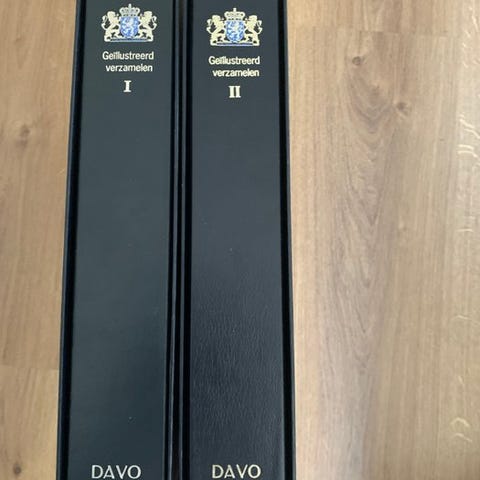 Geïllustreerd
verzamelen
I
DAVO
Geïllustreerd
verzamelen
II
DAVO